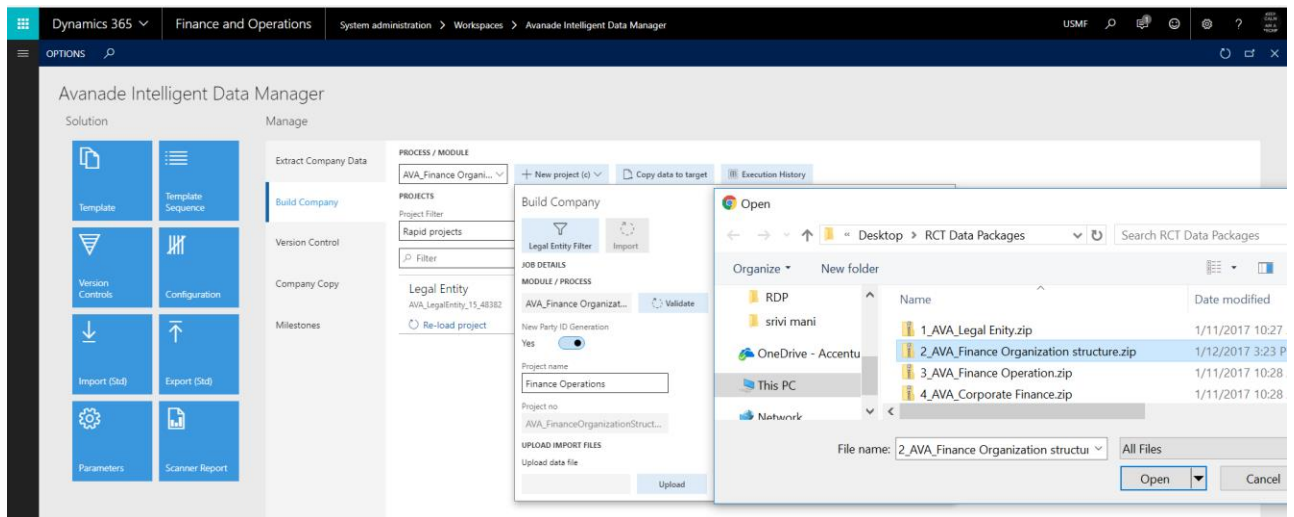 Dynamics 365
Finance and Operations
System administration > Workspaces > Avanade Intelligent Data Manager
USMF
?
OPTIONS
Avanade Intelligent Data Manager
Solution
Manage
Template
Template Sequence
Version Controls
Configuration
Import (Std)
Export (Std)
Parameters
Scanner Report
Extract Company Data
Build Company
Version Control
Company Copy
Milestones
PROCESS / MODULE
AVA_Finance Organi...
+ New project (c)
Copy data to target
Execution History
PROJECTS
Project Filter
Rapid projects
Filter
Legal Entity
AVA_LegalEntity_15_48382
Re-load project
Build Company
Legal Entity Filter
Import
JOB DETAILS
MODULE / PROCESS
AVA_Finance Organizat...
Validate
New Party ID Generation
Yes
Project name
Finance Operations
Project no
AVA_FinanceOrganizationStruct...
UPLOAD IMPORT FILES
Upload data file
Upload
Open
« Desktop > RCT Data Packages
Search RCT Data Packages
Organize
New folder
RDP
srivi mani
OneDrive - Accentu
This PC
Network
Name
Date modified
1_AVA_Legal Enity.zip
1/11/2017 10:27
2_AVA_Finance Organization structure.zip
1/12/2017 3:23 P
3_AVA_Finance Operation.zip
1/11/2017 10:28
4_AVA_Corporate Finance.zip
1/11/2017 10:28
File name:
2_AVA_Finance Organization structur
All Files
Open
Cancel